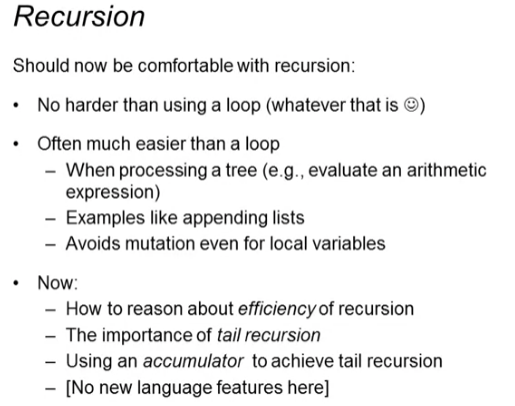 Recursion
Should now be comfortable with recursion:
• No harder than using a loop (whatever that is ☺)
• Often much easier than a loop
– When processing a tree (e.g., evaluate an arithmetic
expression)
– Examples like appending lists
– Avoids mutation even for local variables
• Now:
– How to reason about efficiency of recursion
– The importance of tail recursion
– Using an accumulator to achieve tail recursion
– [No new language features here]